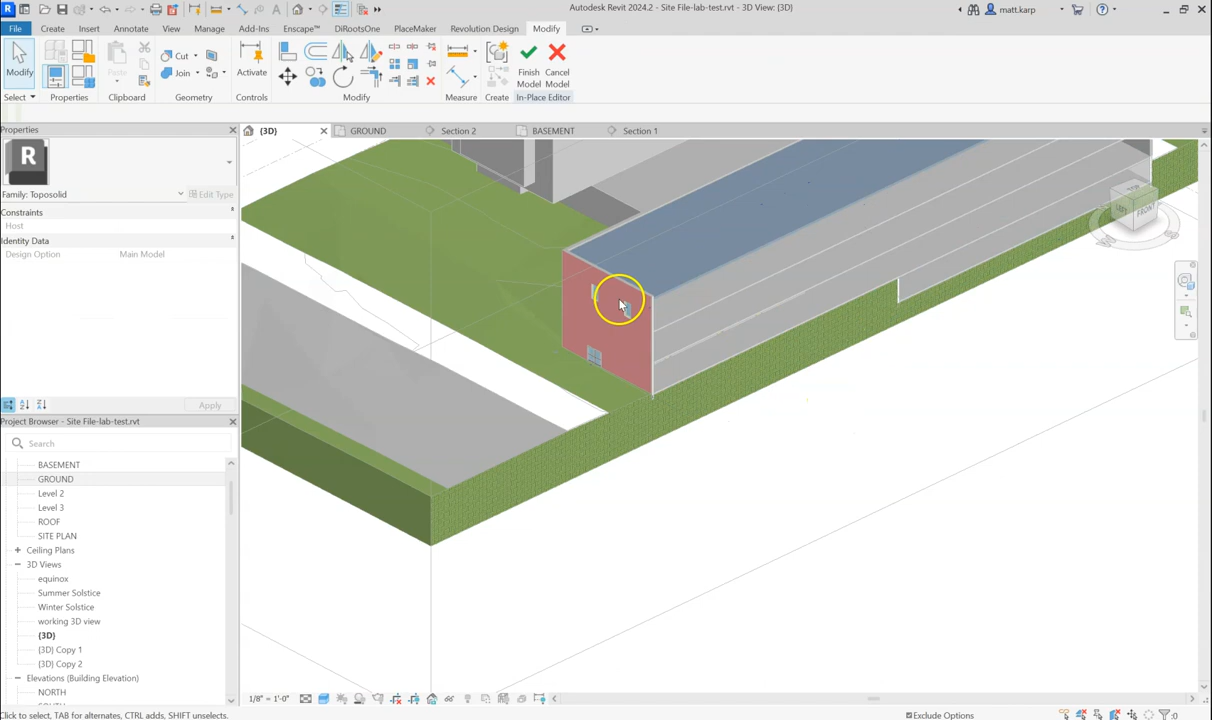 Autodesk Revit 2024.2 - Site File-lab-test.rvt - 3D View: {3D}
matt.karp
File Create Insert Annotate View Manage Add-Ins Enscape™ DiRootsOne PlaceMaker Revolution Design Modify
Modify Paste Cut Join Activate Finish Model Cancel Model
Select Properties Clipboard Geometry Controls Modify Measure Create In-Place Editor
{3D} GROUND Section 2 BASEMENT Section 1
Properties
R
Family: Toposolid Edit Type
Constraints
Host
Identity Data
Design Option Main Model
Apply
Project Browser - Site File-lab-test.rvt
Search
BASEMENT
GROUND
Level 2
Level 3
ROOF
SITE PLAN
Ceiling Plans
3D Views
equinox
Summer Solstice
Winter Solstice
working 3D view
{3D}
{3D} Copy 1
{3D} Copy 2
Elevations (Building Elevation)
NORTH
TOP
LEFT FRONT
1/8" = 1'-0"
Click to select, TAB for alternates, CTRL adds, SHIFT unselects.
Exclude Options
:0